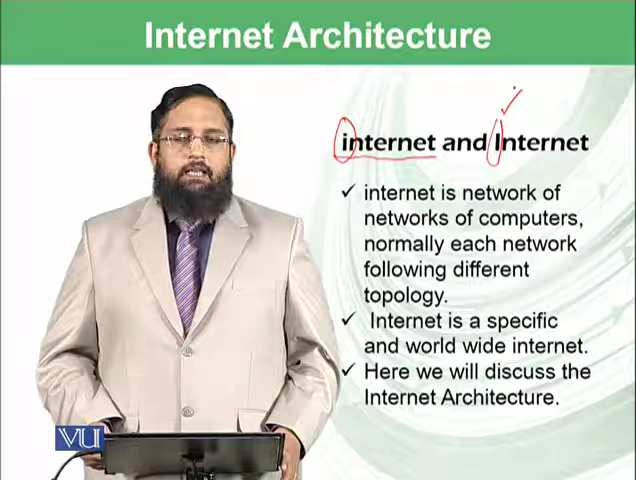 Internet Architecture
internet and Internet
✓ internet is network of
networks of computers,
normally each network
following different
topology.
✓ Internet is a specific
and world wide internet.
✓ Here we will discuss the
Internet Architecture.
VU